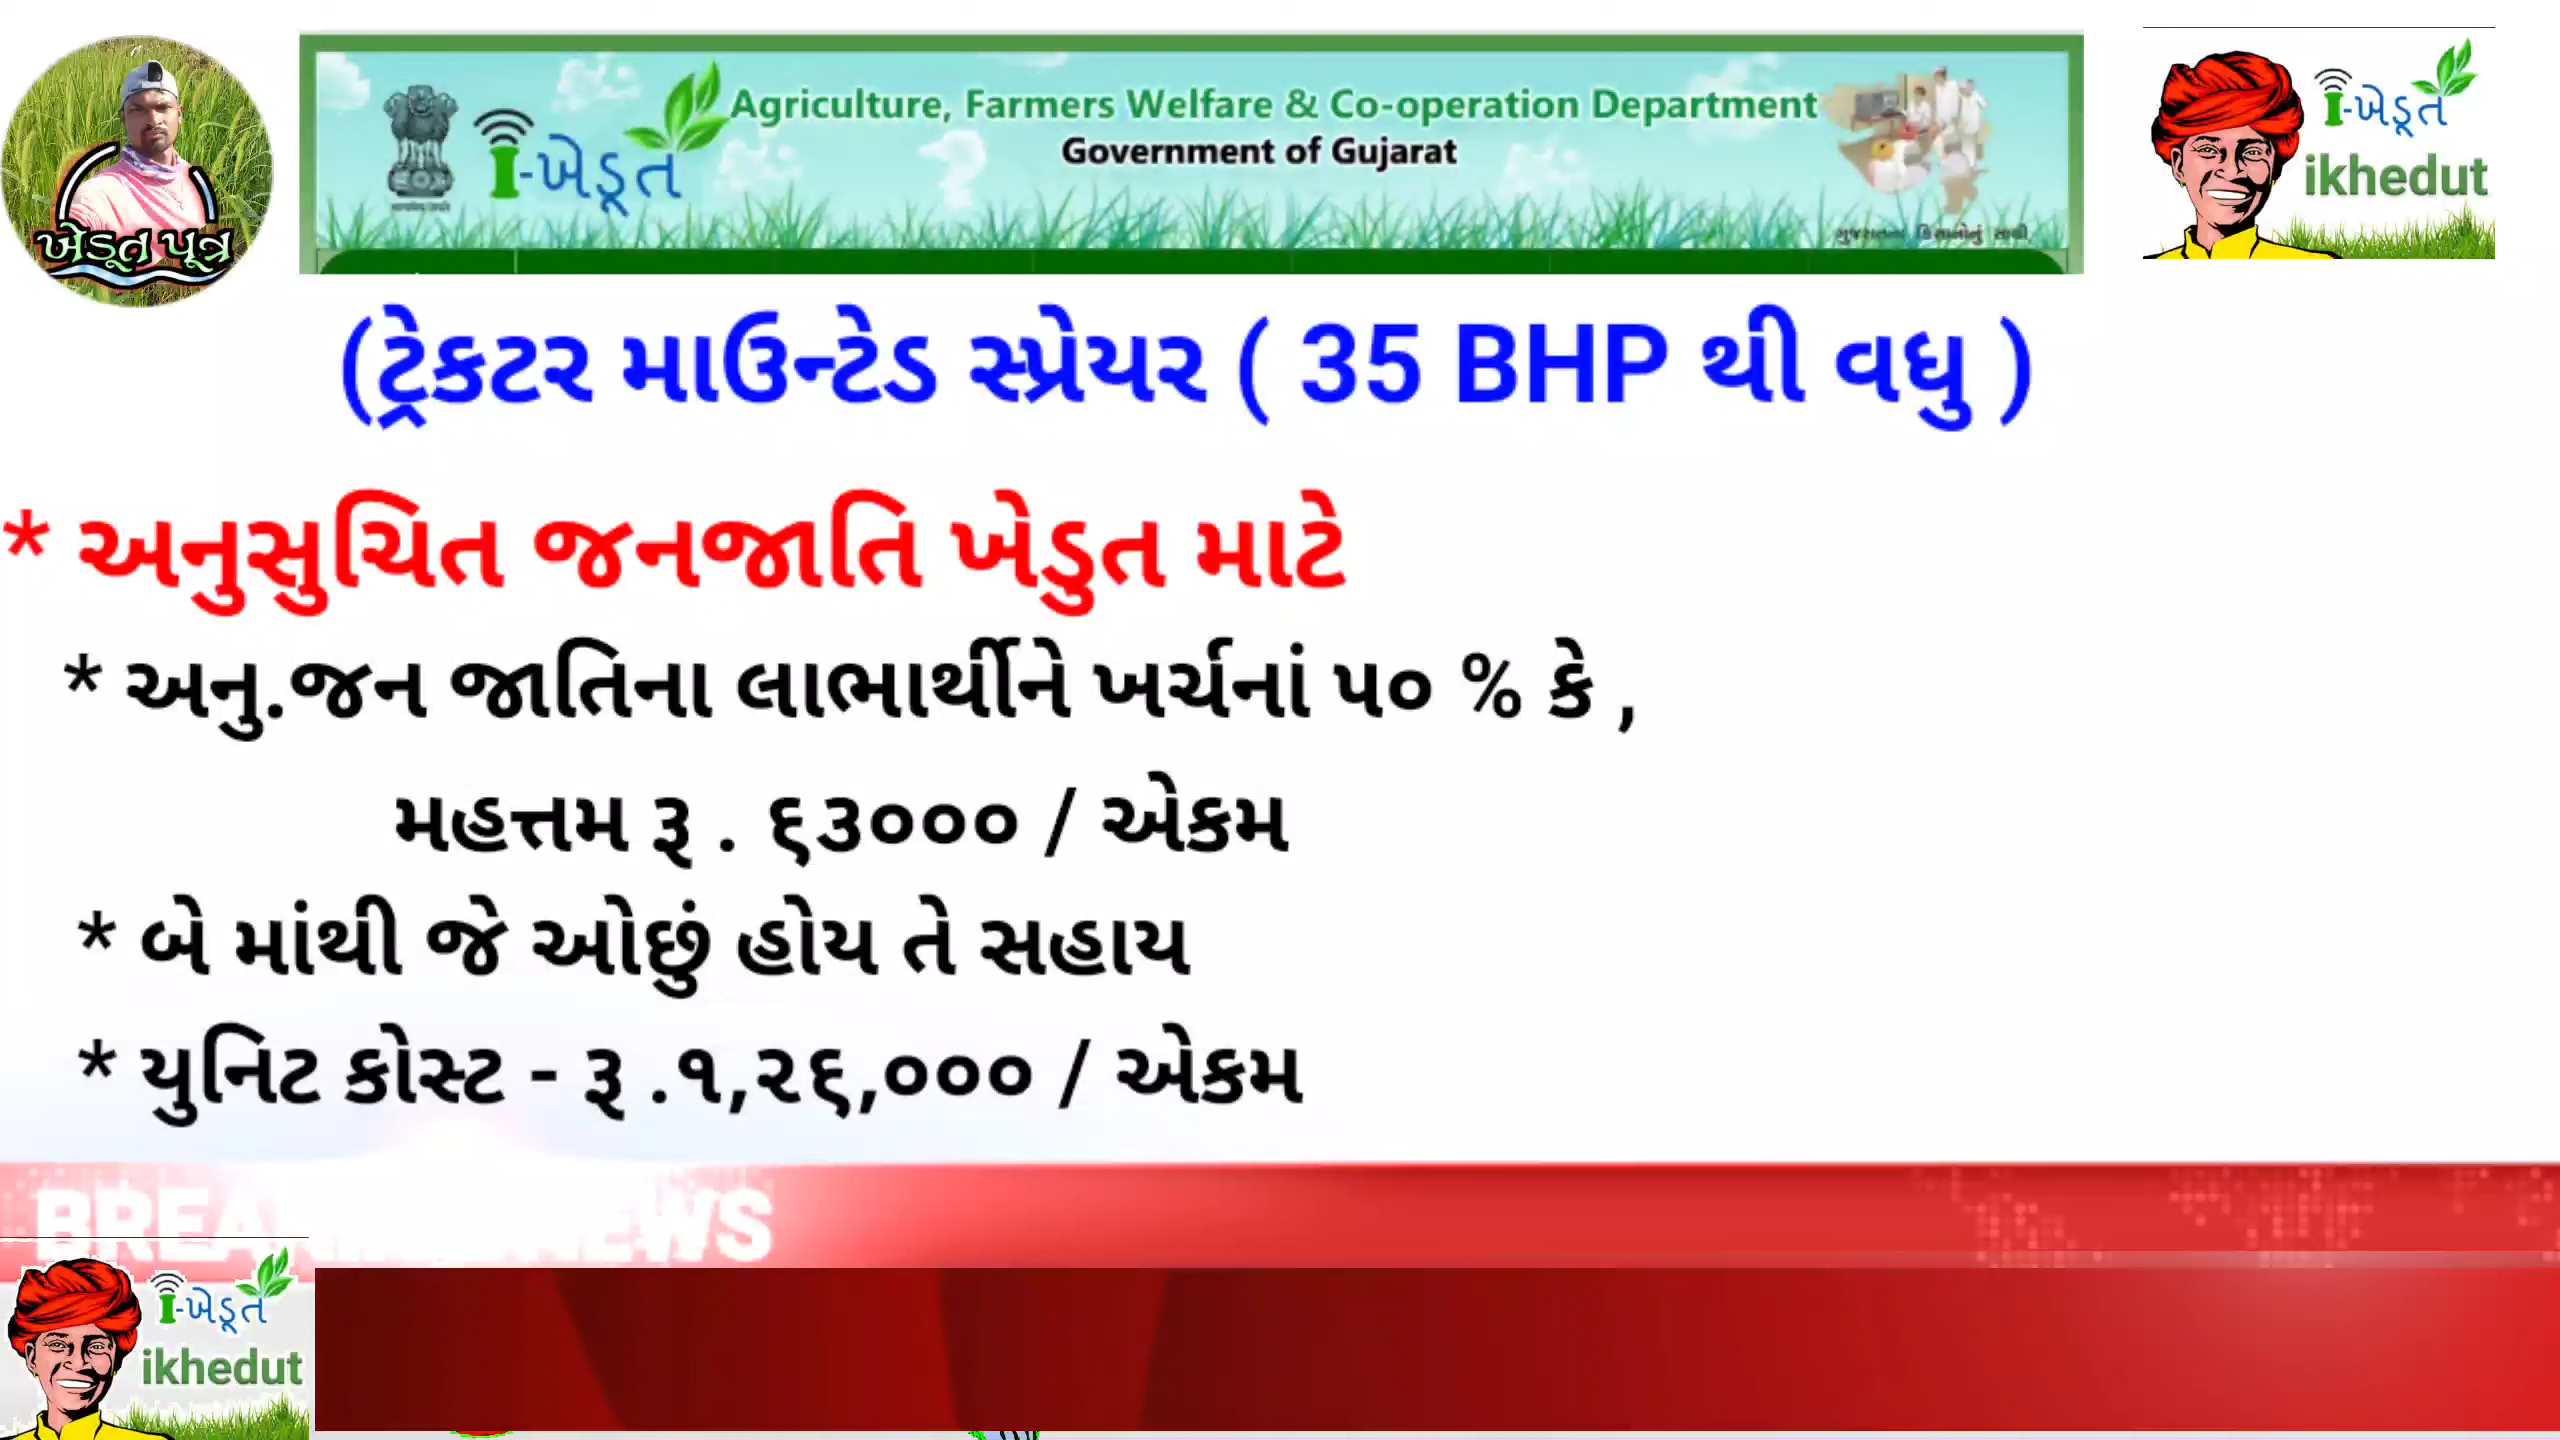 i-ખેડૂત
Agriculture, Farmers Welfare & Co-operation Department
Government of Gujarat
i-ખેડૂત
ikhedut
ખેડૂત પૂત્ર
(ટ્રેકટર માઉન્ટેડ સ્પ્રેયર ( 35 BHP થી વધુ )
* અનુસુચિત જનજાતિ ખેડુત માટે
* અનુ.જન જાતિના લાભાર્થીને ખર્ચનાં ૫૦ % કે ,
મહત્તમ રૂ . ૬૩૦૦૦ / એકમ
* બે માંથી જે ઓછું હોય તે સહાય
* યુનિટ કોસ્ટ - રૂ .૧,૨૬,૦૦૦ / એકમ
i-ખેડૂત
ikhedut